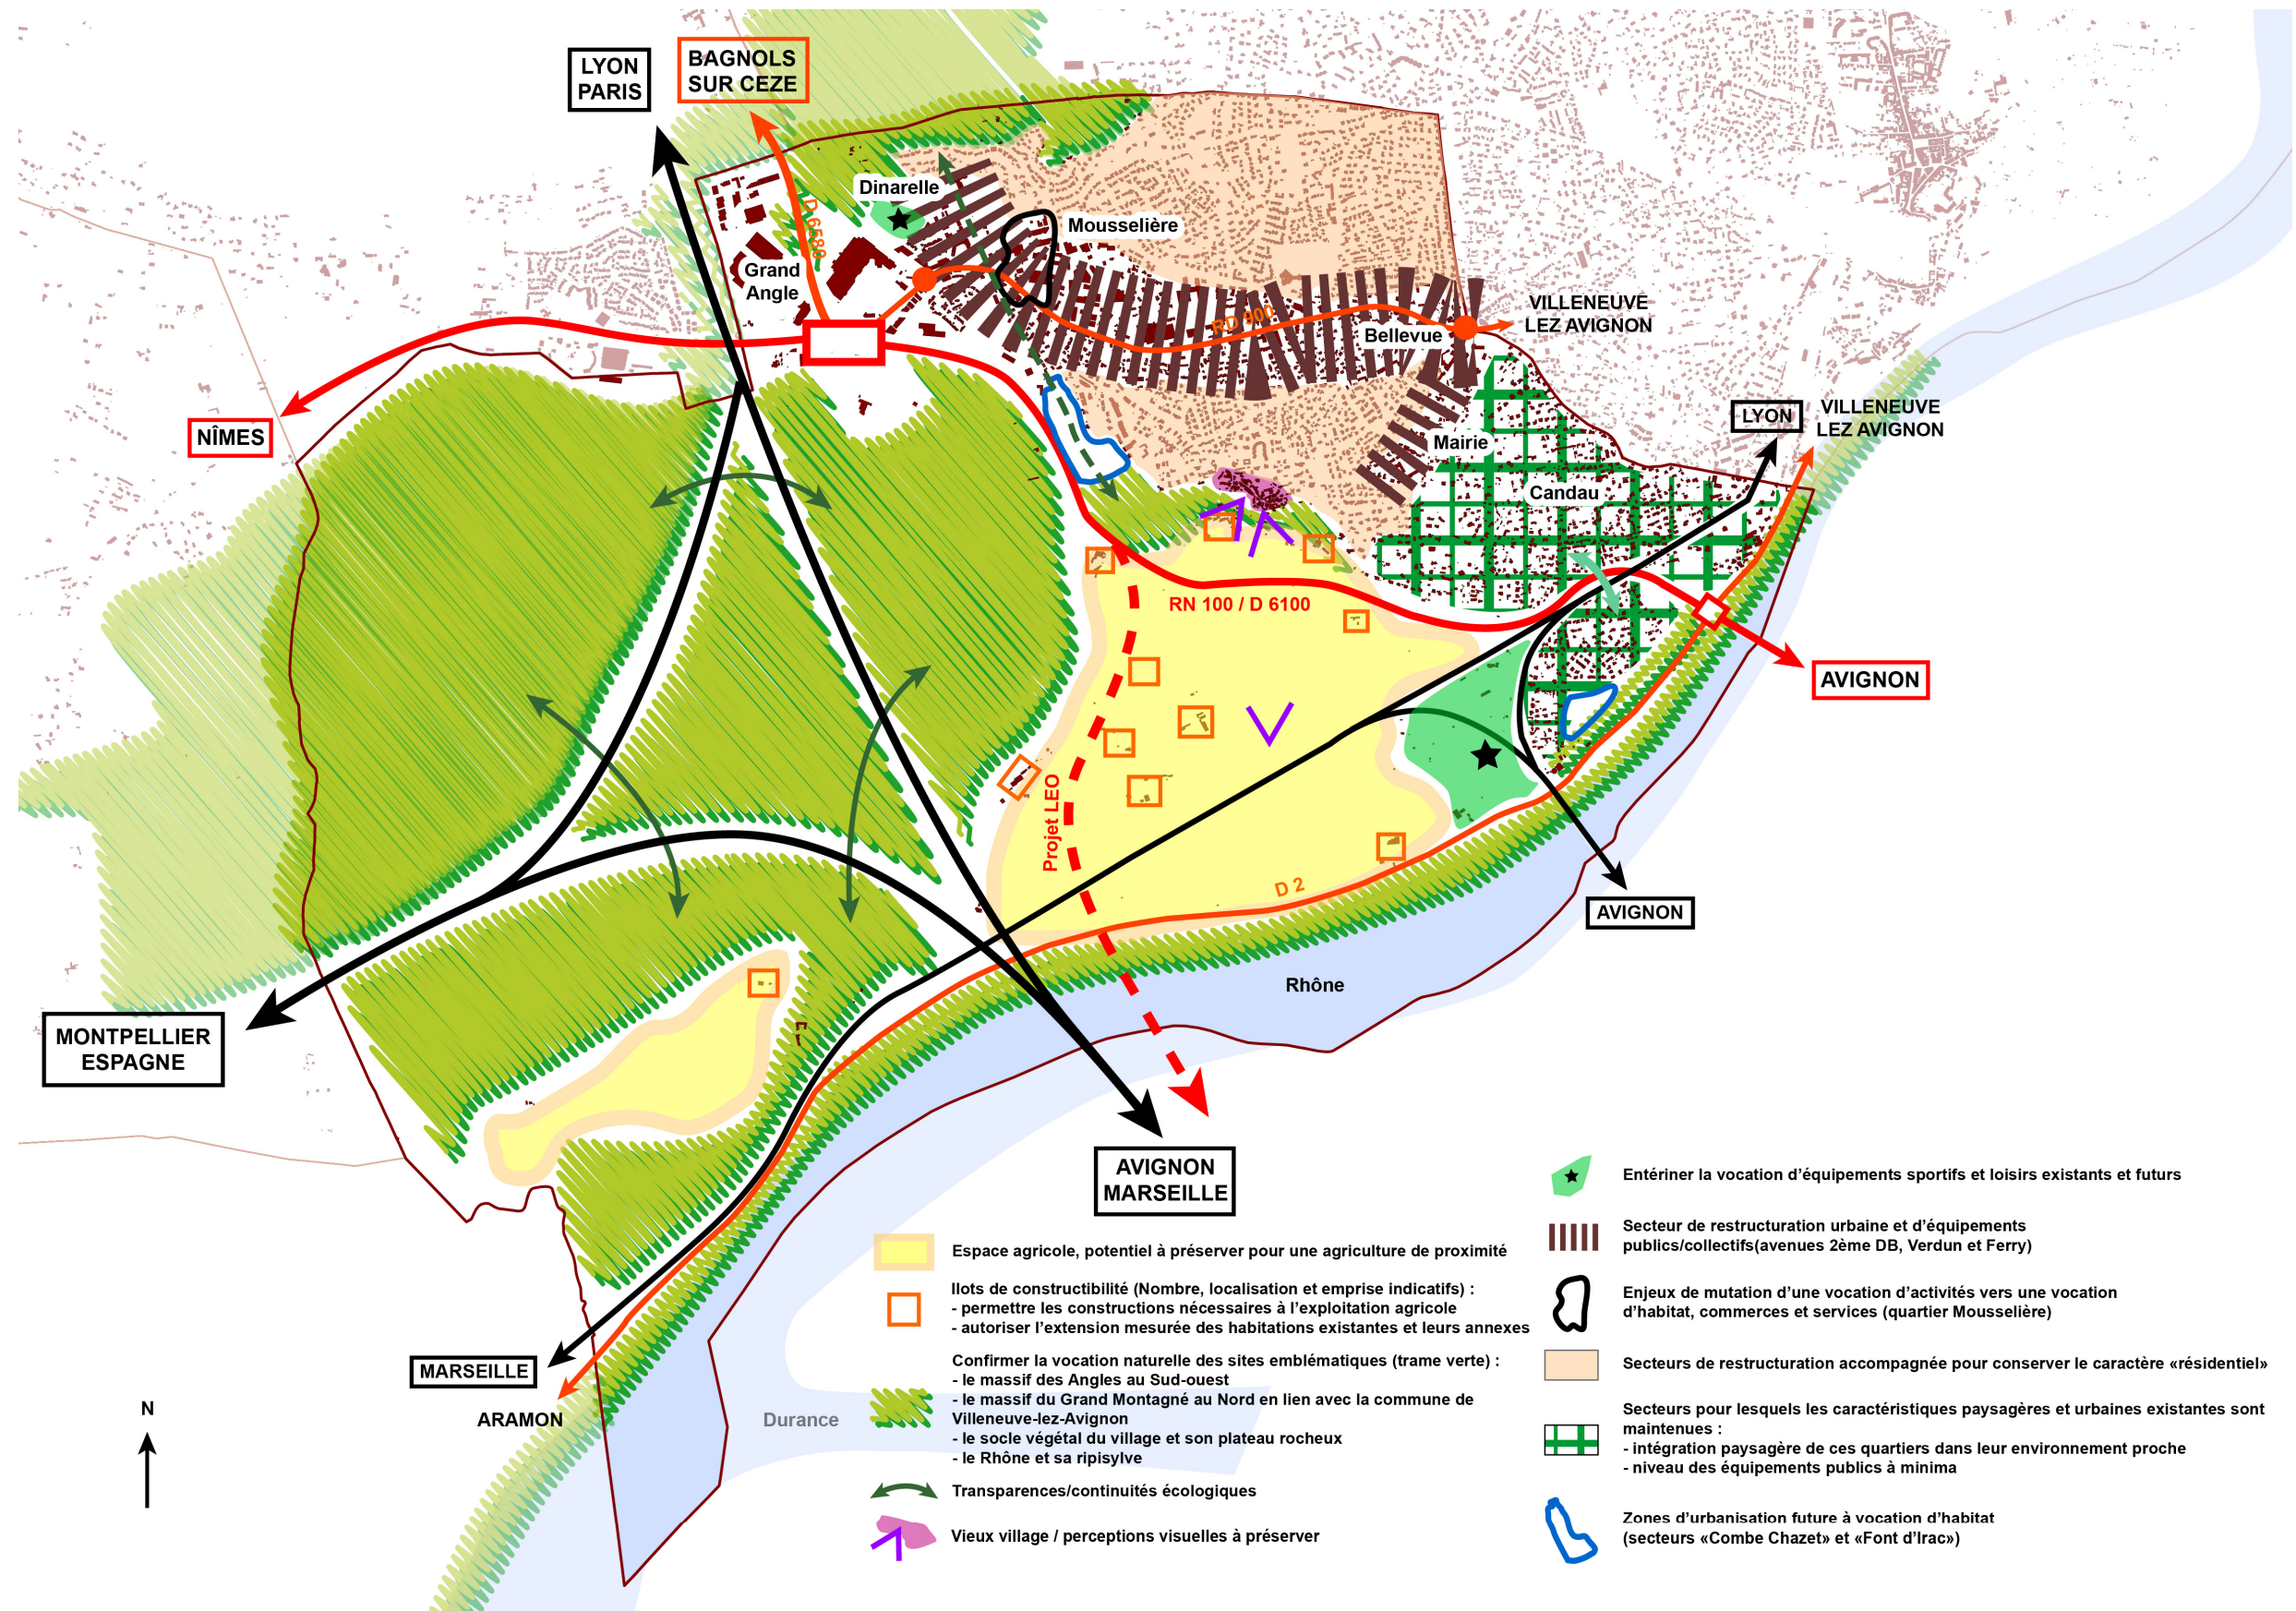 LYON
PARIS
BAGNOLS
SUR CEZE
Dinarelle
Mousselière
D 6580
Grand
Angle
RD 900
Bellevue
VILLENEUVE
LEZ AVIGNON
NÎMES
Mairie
LYON
VILLENEUVE
LEZ AVIGNON
Candau
RN 100 / D 6100
AVIGNON
Projet LEO
D 2
AVIGNON
Rhône
MONTPELLIER
ESPAGNE
AVIGNON
MARSEILLE
MARSEILLE
ARAMON
Durance
N
Espace agricole, potentiel à préserver pour une agriculture de proximité
Ilots de constructibilité (Nombre, localisation et emprise indicatifs) :
- permettre les constructions nécessaires à l'exploitation agricole
- autoriser l'extension mesurée des habitations existantes et leurs annexes
Confirmer la vocation naturelle des sites emblématiques (trame verte) :
- le massif des Angles au Sud-ouest
- le massif du Grand Montagné au Nord en lien avec la commune de
Villeneuve-lez-Avignon
- le socle végétal du village et son plateau rocheux
- le Rhône et sa ripisylve
Transparences/continuités écologiques
Vieux village / perceptions visuelles à préserver
Entériner la vocation d'équipements sportifs et loisirs existants et futurs
Secteur de restructuration urbaine et d'équipements
publics/collectifs(avenues 2ème DB, Verdun et Ferry)
Enjeux de mutation d'une vocation d'activités vers une vocation
d'habitat, commerces et services (quartier Mousselière)
Secteurs de restructuration accompagnée pour conserver le caractère «résidentiel»
Secteurs pour lesquels les caractéristiques paysagères et urbaines existantes sont
maintenues :
- intégration paysagère de ces quartiers dans leur environnement proche
- niveau des équipements publics à minima
Zones d'urbanisation future à vocation d'habitat
(secteurs «Combe Chazet» et «Font d'Irac»)